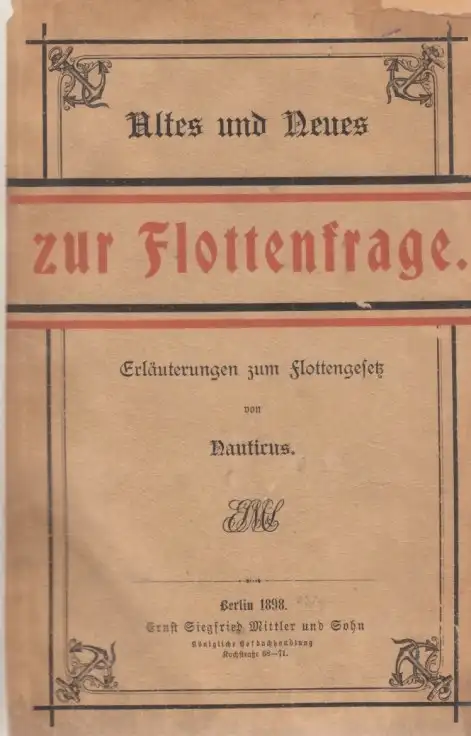 Altes und Neues
zur Flottenfrage.
Erläuterungen zum Flottengesetz
von
Nauticus.
Berlin 1898.
Ernst Siegfried Mittler und Sohn
Königliche Hofbuchhandlung
Kochstraße 68—71.